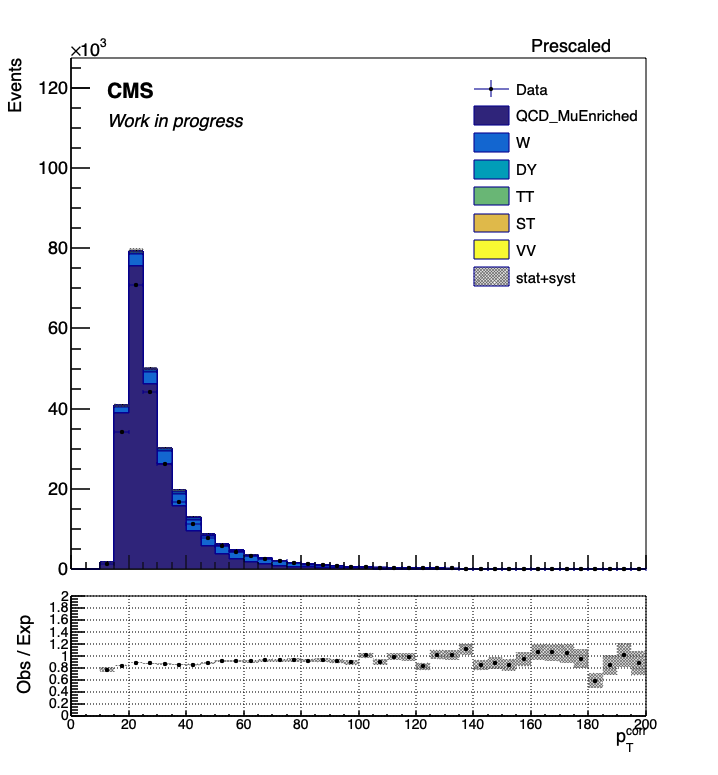 ×10³
Prescaled
Events
120
100
80
60
40
20
0
CMS
Work in progress
Data
QCD_MuEnriched
W
DY
TT
ST
VV
stat+syst
Obs / Exp
2
1.8
1.6
1.4
1.2
1
0.8
0.6
0.4
0.2
0
0 20 40 60 80 100 120 140 160 180 200
p_T^corr